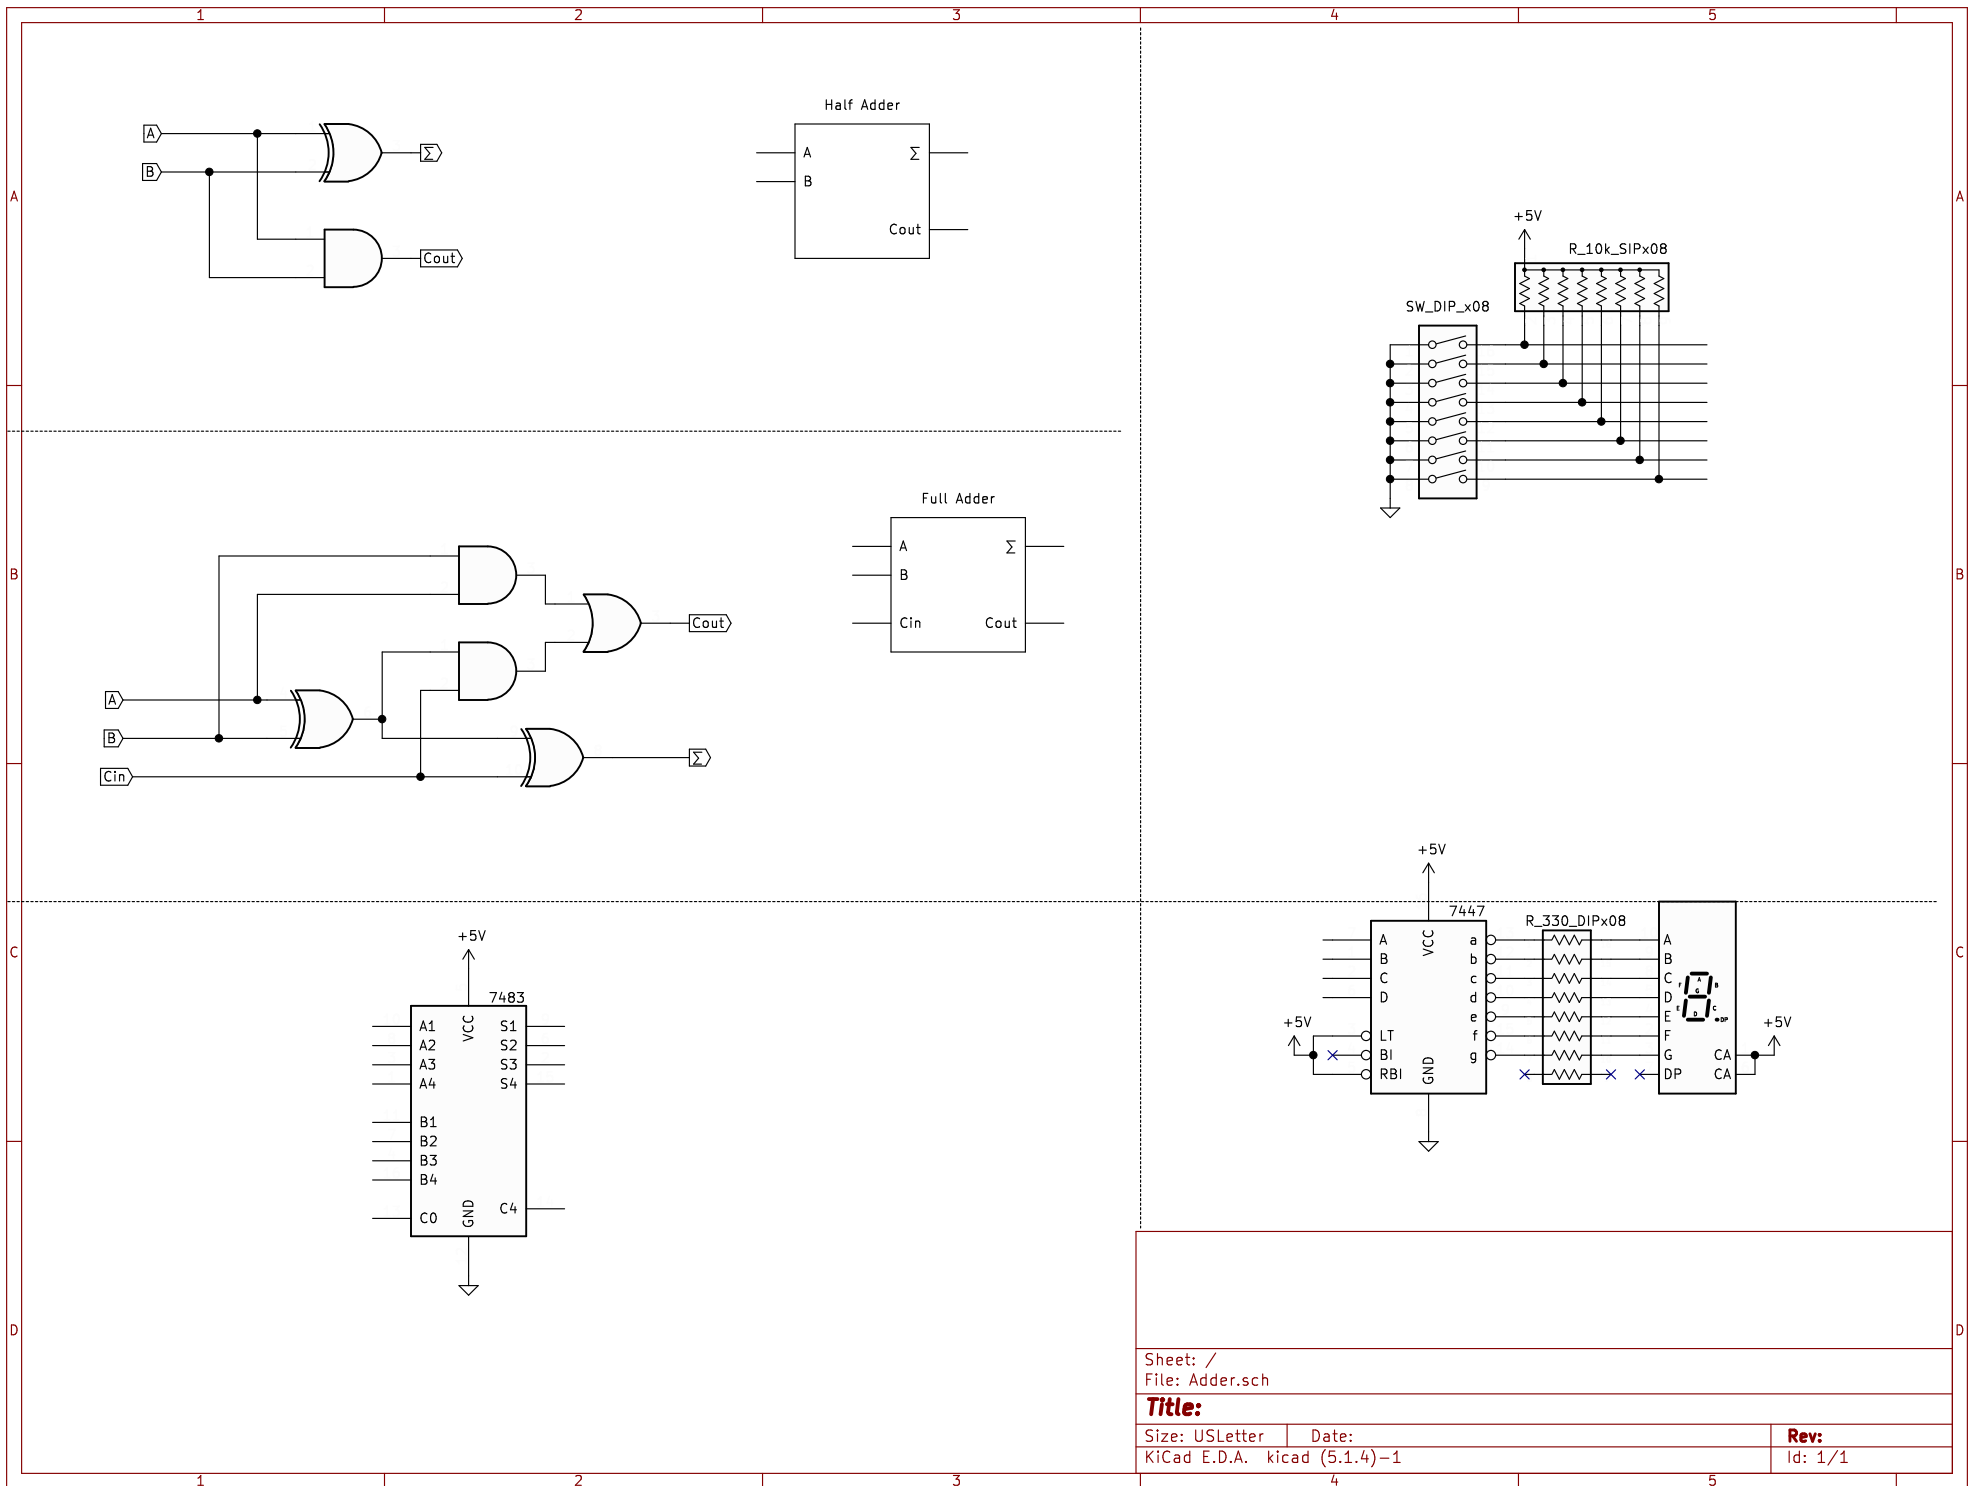 1 2 3 4 5
A
B
C
D
A
B
C
D
A
B
Σ
Cout
Half Adder
A Σ
B
Cout
Full Adder
A Σ
B
Cin Cout
A
B
Cin
Cout
Σ
+5V
7483
VCC
GND
A1 S1
A2 S2
A3 S3
A4 S4
B1
B2
B3
B4
C4
C0
+5V
R_10k_SIPx08
SW_DIP_x08
+5V
7447
VCC
GND
A a
B b
C c
D d
e
LT f
BI g
RBI
+5V
R_330_DIPx08
A
B
C
D
E
F
G CA
DP CA
A
F B
G
E C
D
DP
+5V
Sheet: /
File: Adder.sch
Title:
Size: USLetter Date: Rev:
KiCad E.D.A. kicad (5.1.4)-1 Id: 1/1
1 2 3 4 5